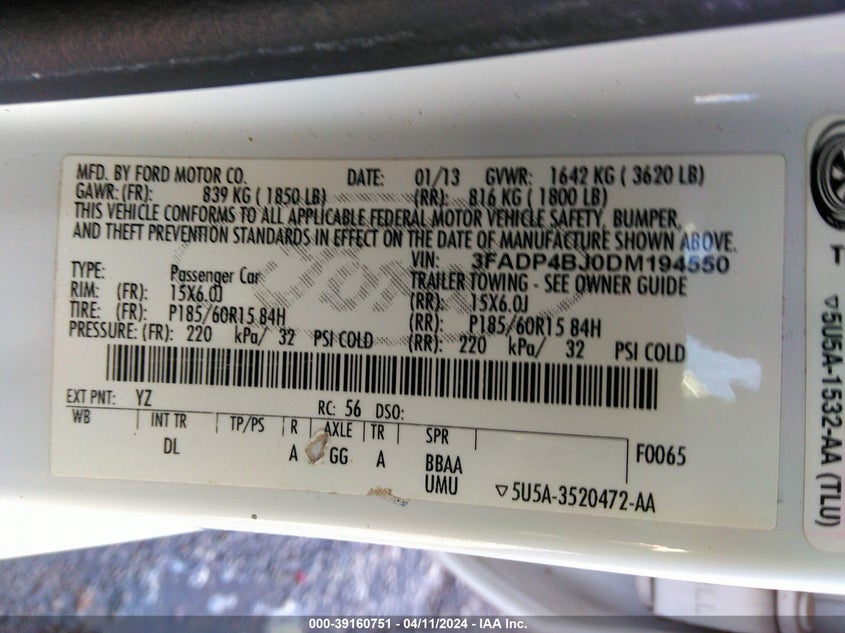 MFD. BY FORD MOTOR CO. DATE: 01/13 GVWR: 1642 KG ( 3620 LB)
GAWR: (FR): 839 KG ( 1850 LB) (RR): 816 KG ( 1800 LB)
THIS VEHICLE CONFORMS TO ALL APPLICABLE FEDERAL MOTOR VEHICLE SAFETY, BUMPER,
AND THEFT PREVENTION STANDARDS IN EFFECT ON THE DATE OF MANUFACTURE SHOWN ABOVE.
VIN: 3FADP4BJ0DM194550
TYPE: Passenger Car TRAILER TOWING - SEE OWNER GUIDE
RIM: (FR): 15X6.0J (RR): 15X6.0J
TIRE: (FR): P185/60R15 84H (RR): P185/60R15 84H
PRESSURE: (FR): 220 kPa/ 32 PSI COLD (RR): 220 kPa/ 32 PSI COLD
EXT PNT: YZ RC: 56 DSO:
WB INT TR TP/PS R AXLE TR SPR F0065
DL A GG A BBAA
UMU ▽5U5A-3520472-AA
T ▽5U5A-1532-AA (TLU)
Ford
000-39160751 - 04/11/2024 - IAA Inc.